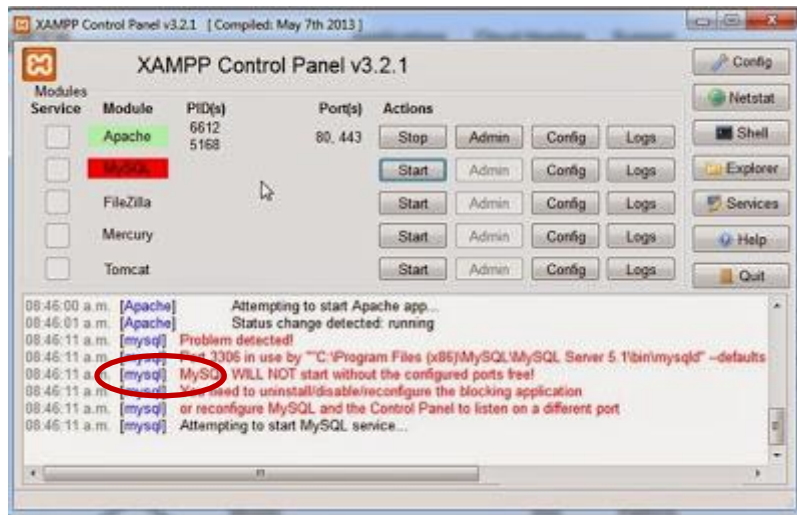 XAMPP Control Panel v3.2.1 [ Compiled: May 7th 2013 ]
XAMPP Control Panel v3.2.1
Config
Modules
Service Module PID(s) Port(s) Actions
Netstat
Apache 6612 5168 80, 443 Stop Admin Config Logs
Shell
MySQL Start Admin Config Logs
Explorer
FileZilla Start Admin Config Logs
Services
Mercury Start Admin Config Logs
Help
Tomcat Start Admin Config Logs
Quit
08:46:00 a.m. [Apache] Attempting to start Apache app...
08:46:01 a.m. [Apache] Status change detected: running
08:46:11 a.m. [mysql] Problem detected!
08:46:11 a.m. [mysql] Port 3306 in use by ""C:\Program Files (x86)\MySQL\MySQL Server 5.1\bin\mysqld" --defaults
08:46:11 a.m. [mysql] MySQL WILL NOT start without the configured ports free!
08:46:11 a.m. [mysql] You need to uninstall/disable/reconfigure the blocking application
08:46:11 a.m. [mysql] or reconfigure MySQL and the Control Panel to listen on a different port
08:46:11 a.m. [mysql] Attempting to start MySQL service...